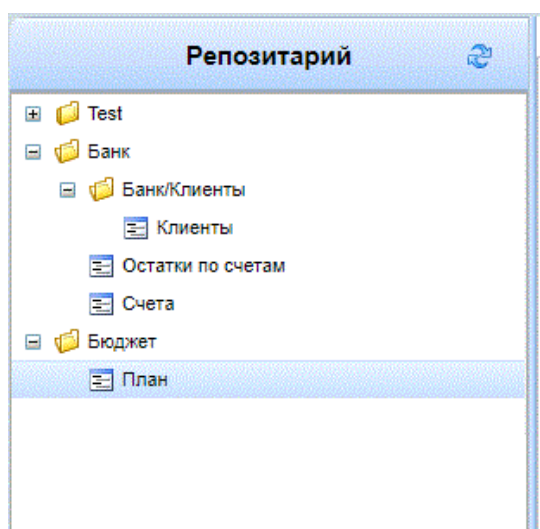 Репозитарий
Test
Банк
Банк/Клиенты
Клиенты
Остатки по счетам
Счета
Бюджет
План